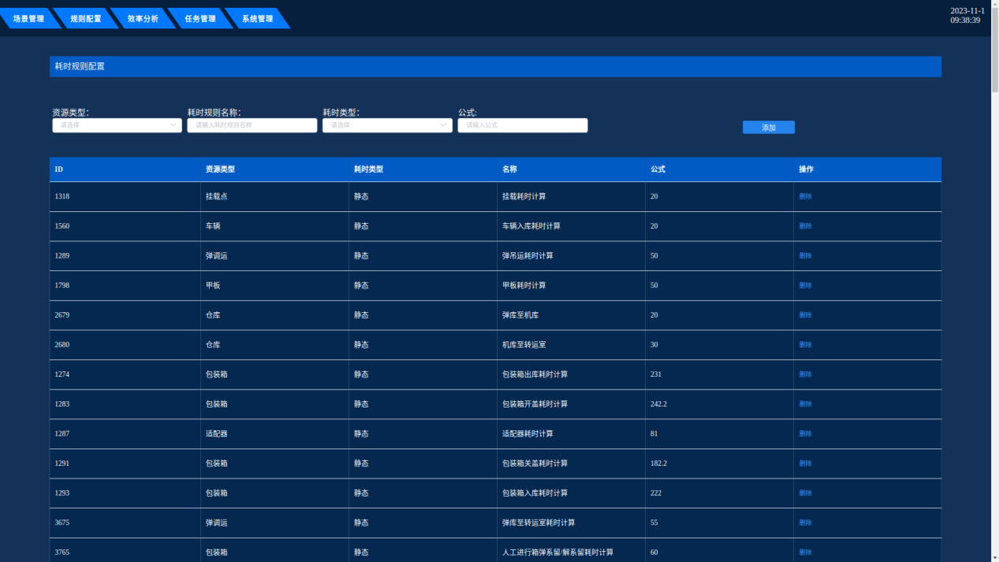 场景管理 规则配置 效率分析 任务管理 系统管理
2023-11-1
09:38:39
耗时规则配置
资源类型: 耗时规则名称: 耗时类型: 公式:
请选择 请输入耗时规则名称 请选择 请输入公式 添加
ID 资源类型 耗时类型 名称 公式 操作
1318 挂载点 静态 挂载耗时计算 20 删除
1560 车辆 静态 车辆入库耗时计算 20 删除
1289 弹调运 静态 弹吊运耗时计算 50 删除
1798 甲板 静态 甲板耗时计算 50 删除
2679 仓库 静态 弹库至机库 20 删除
2680 仓库 静态 机库至转运室 30 删除
1274 包装箱 静态 包装箱出库耗时计算 231 删除
1283 包装箱 静态 包装箱开盖耗时计算 242.2 删除
1287 适配器 静态 适配器耗时计算 81 删除
1291 包装箱 静态 包装箱关盖耗时计算 182.2 删除
1293 包装箱 静态 包装箱入库耗时计算 222 删除
3675 弹调运 静态 弹库至转运室耗时计算 55 删除
3765 包装箱 静态 人工进行箱弹系留/解系留耗时计算 60 删除